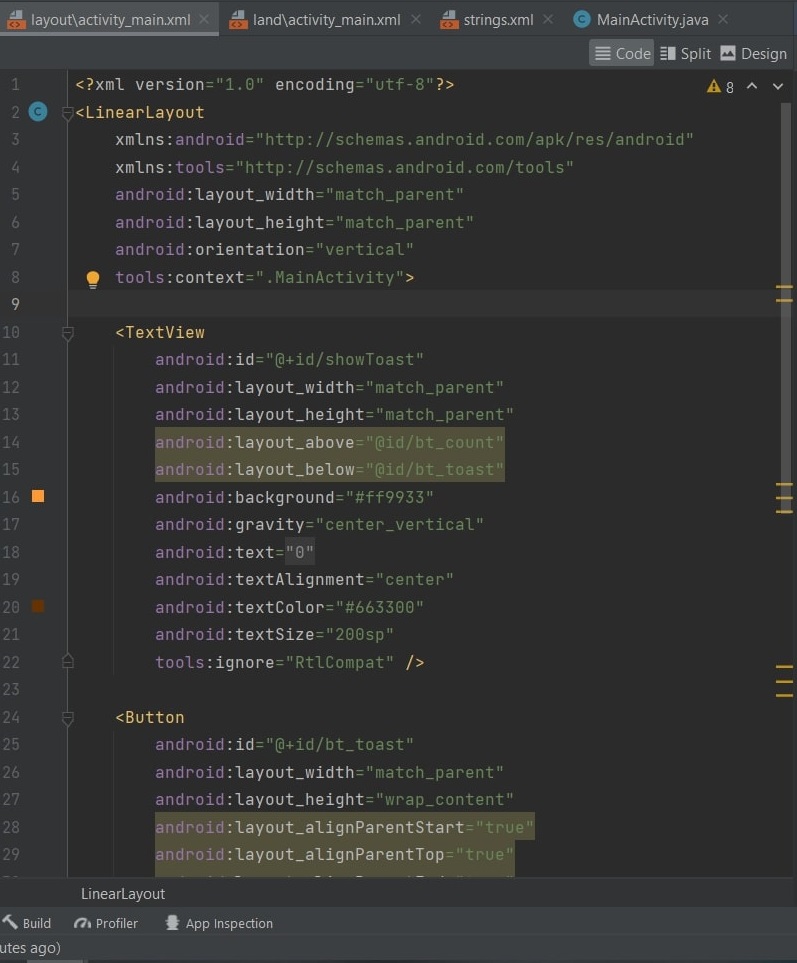 layout\activity_main.xml land\activity_main.xml strings.xml C MainActivity.java
Code Split Design
1 <?xml version="1.0" encoding="utf-8"?> 8
2 C <LinearLayout
3 xmlns:android="http://schemas.android.com/apk/res/android"
4 xmlns:tools="http://schemas.android.com/tools"
5 android:layout_width="match_parent"
6 android:layout_height="match_parent"
7 android:orientation="vertical"
8 tools:context=".MainActivity">
9
10 <TextView
11 android:id="@+id/showToast"
12 android:layout_width="match_parent"
13 android:layout_height="match_parent"
14 android:layout_above="@id/bt_count"
15 android:layout_below="@id/bt_toast"
16 android:background="#ff9933"
17 android:gravity="center_vertical"
18 android:text="0"
19 android:textAlignment="center"
20 android:textColor="#663300"
21 android:textSize="200sp"
22 tools:ignore="RtlCompat" />
23
24 <Button
25 android:id="@+id/bt_toast"
26 android:layout_width="match_parent"
27 android:layout_height="wrap_content"
28 android:layout_alignParentStart="true"
29 android:layout_alignParentTop="true"
LinearLayout
Build Profiler App Inspection
utes ago)